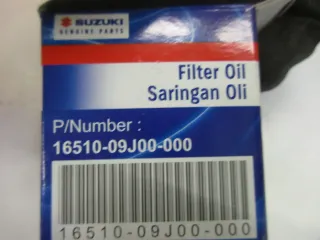 SUZUKI
GENUINE PARTS
Filter Oil
Saringan Oli
P/Number :
16510-09J00-000
16510-09J00-000